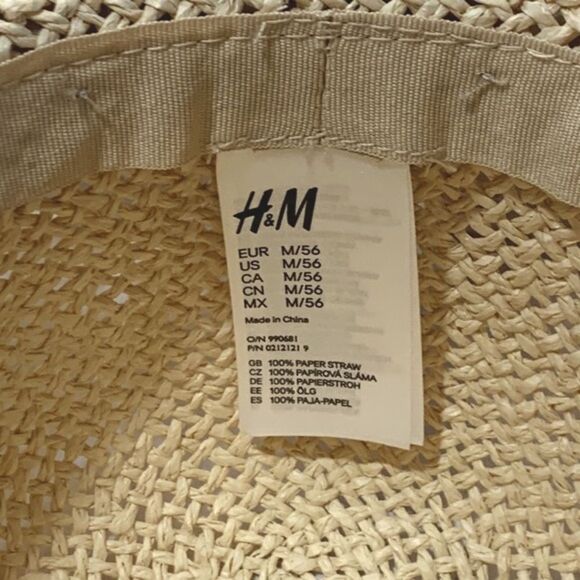 H&M
EUR M/56
US M/56
CA M/56
CN M/56
MX M/56
Made in China
O/N 990681
P/N 0212121 9
GB 100% PAPER STRAW
CZ 100% PAPÍROVÁ SLÁMA
DE 100% PAPIERSTROH
EE 100% ÕLG
ES 100% PAJA-PAPEL